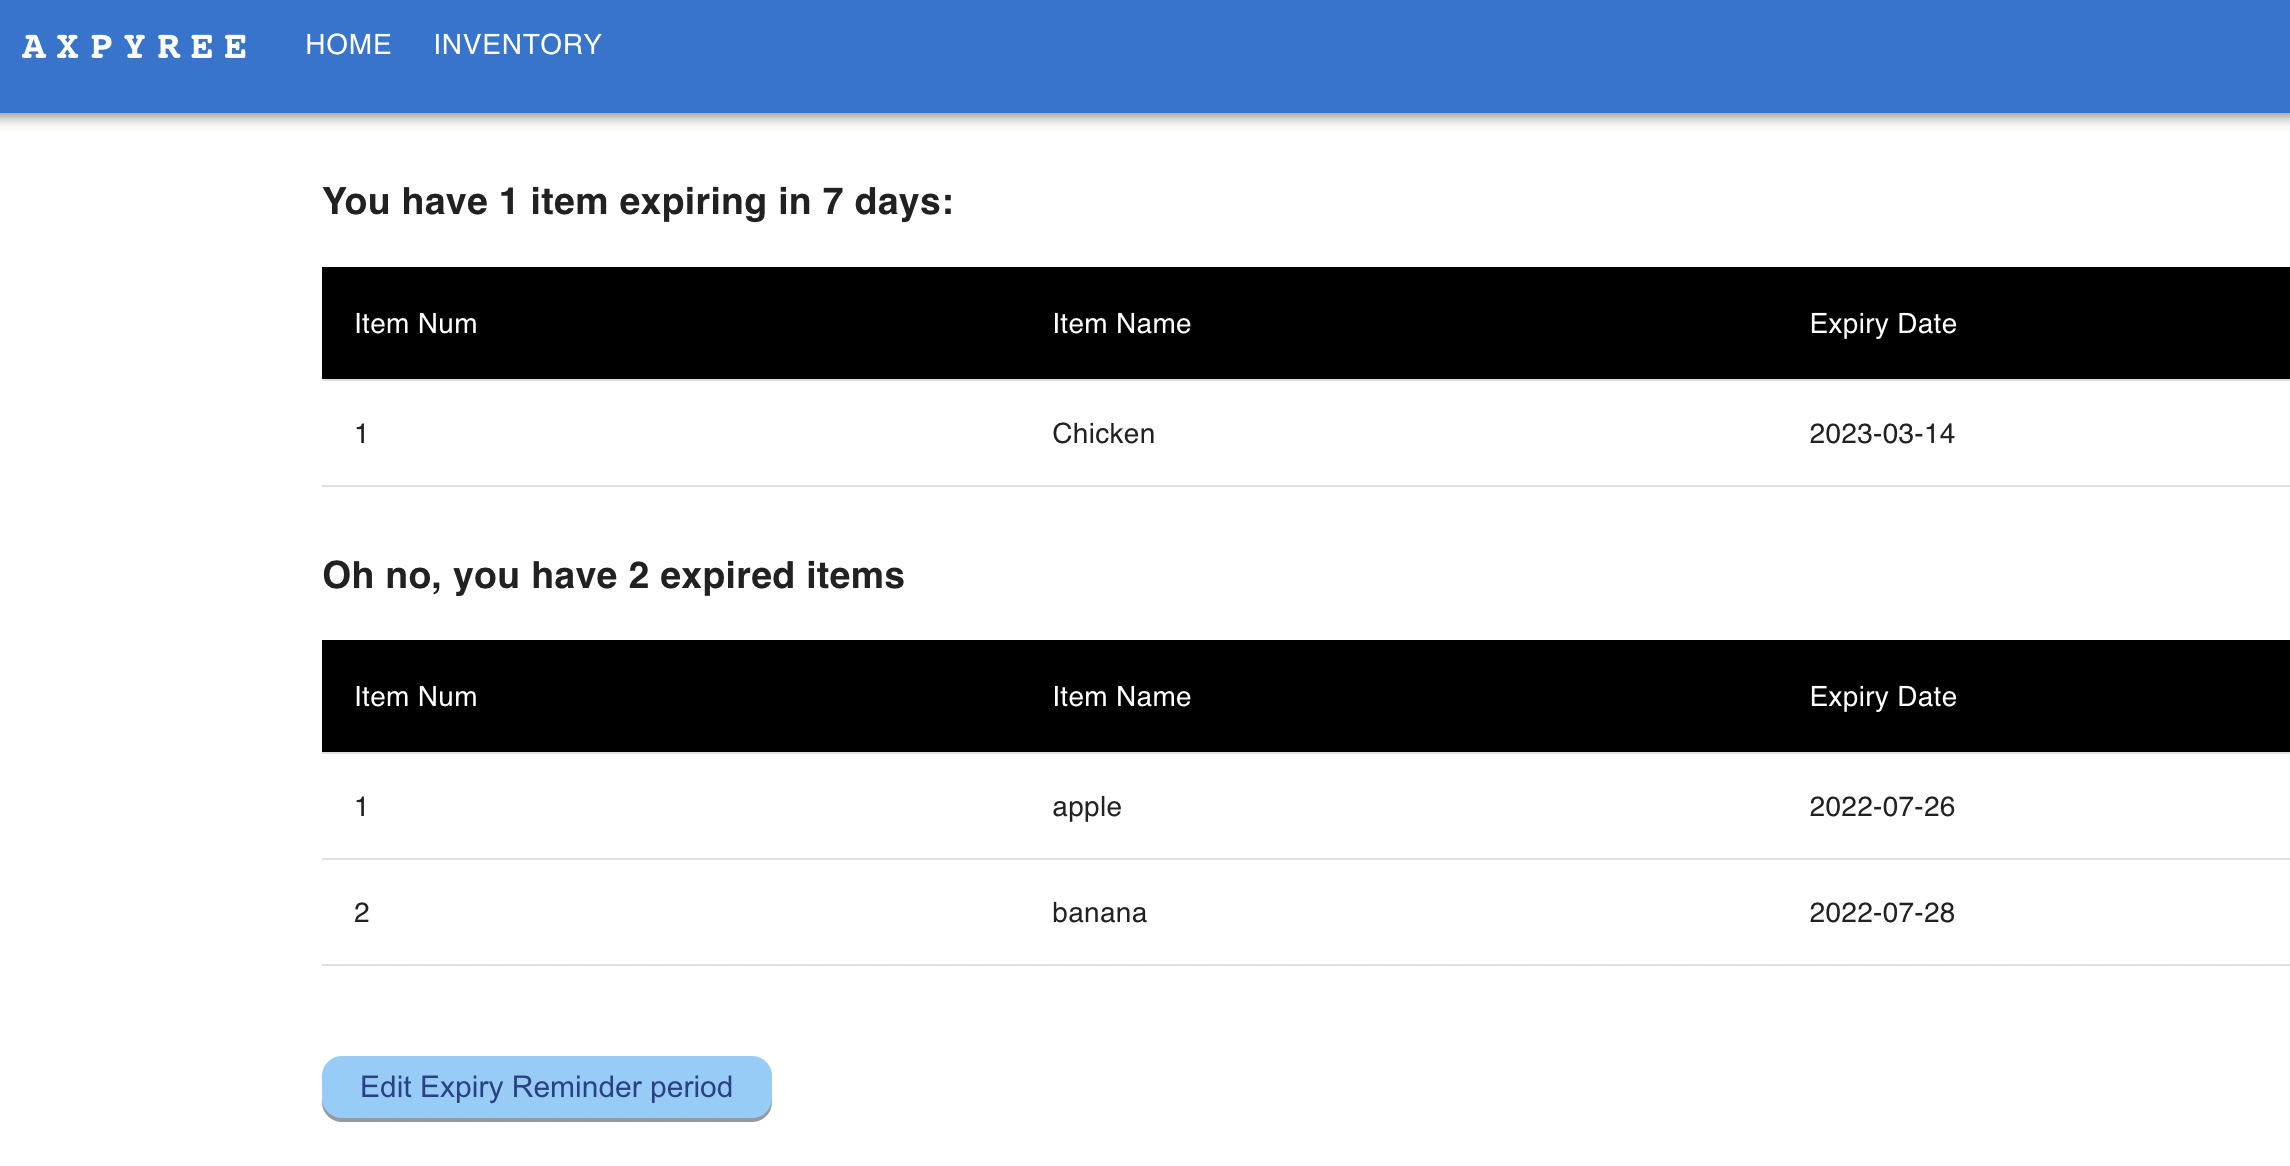 AXPYREE HOME INVENTORY
You have 1 item expiring in 7 days:
Item Num Item Name Expiry Date
1 Chicken 2023-03-14
Oh no, you have 2 expired items
Item Num Item Name Expiry Date
1 apple 2022-07-26
2 banana 2022-07-28
Edit Expiry Reminder period